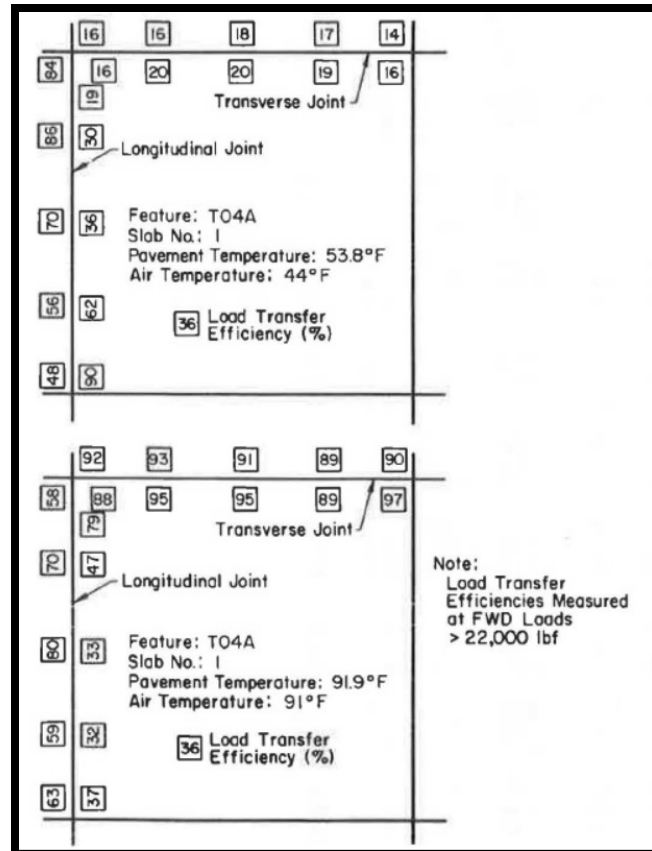 16 16 18 17 14
84 16 20 20 19 16
19 Transverse Joint
86 30
Longitudinal Joint
70 36 Feature: T04A
Slab No.: 1
Pavement Temperature: 53.8°F
Air Temperature: 44°F
56 62 36 Load Transfer
Efficiency (%)
48 90
92 93 91 89 90
58 88 95 95 89 97
79 Transverse Joint
70 47
Longitudinal Joint
Note:
Load Transfer
Efficiencies Measured
at FWD Loads
> 22,000 lbf
80 33 Feature: T04A
Slab No.: 1
Pavement Temperature: 91.9°F
Air Temperature: 91°F
59 32 36 Load Transfer
Efficiency (%)
63 37